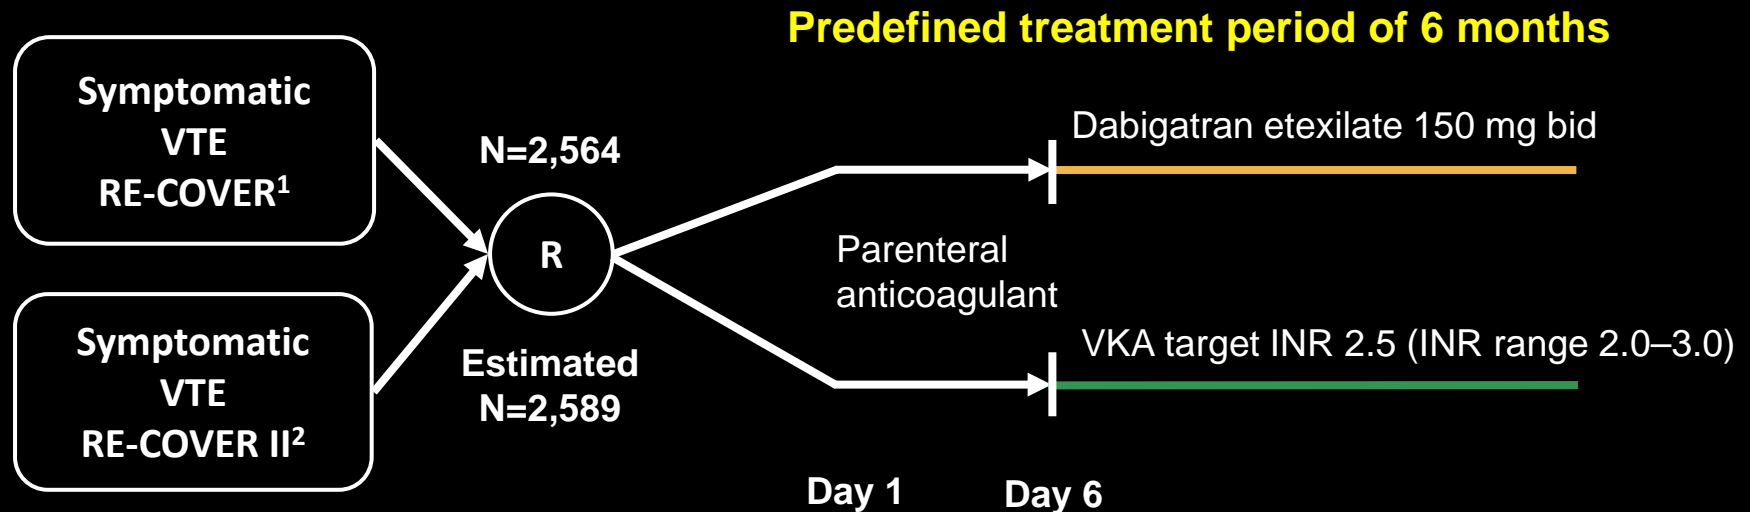 Predefined treatment period of 6 months
Symptomatic
VTE
RE-COVER¹
N=2,564
Dabigatran etexilate 150 mg bid
R
Parenteral
anticoagulant
Symptomatic
VTE
RE-COVER II²
Estimated
N=2,589
VKA target INR 2.5 (INR range 2.0–3.0)
Day 1
Day 6